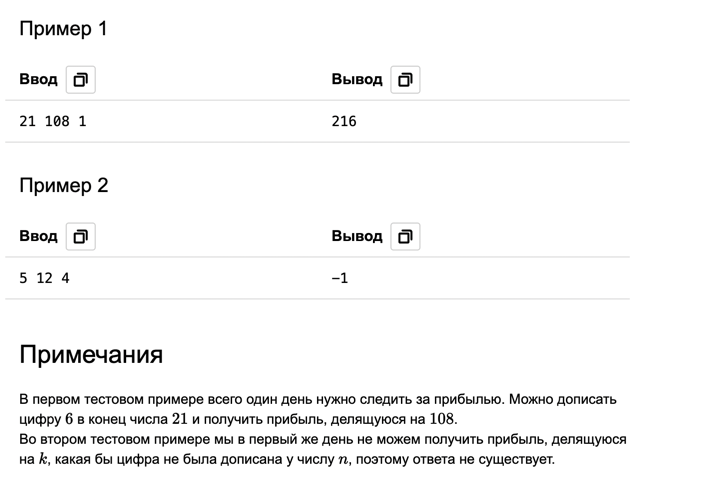 Пример 1
Ввод Вывод
21 108 1 216
Пример 2
Ввод Вывод
5 12 4 -1
Примечания
В первом тестовом примере всего один день нужно следить за прибылью. Можно дописать
цифру 6 в конец числа 21 и получить прибыль, делящуюся на 108.
Во втором тестовом примере мы в первый же день не можем получить прибыль, делящуюся
на k, какая бы цифра не была дописана у числу n, поэтому ответа не существует.